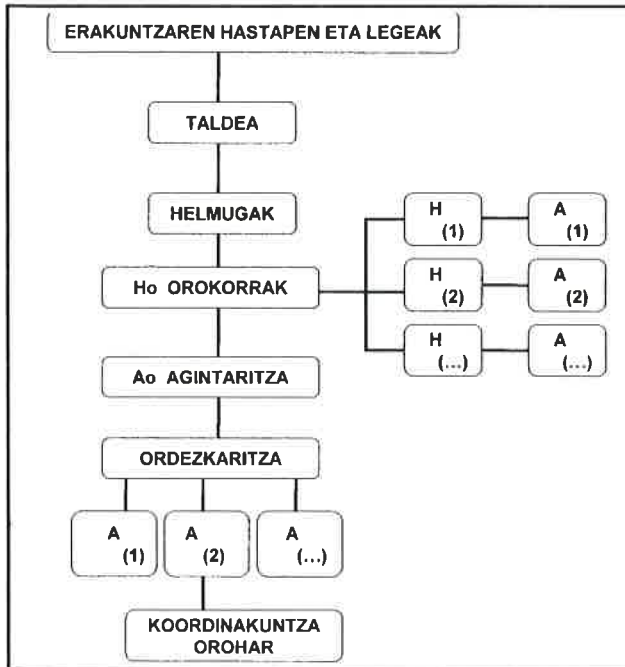 ERAKUNTZAREN HASTAPEN ETA LEGEAK
TALDEA
HELMUGAK
Ho OROKORRAK
H
(1)
A
(1)
H
(2)
A
(2)
H
(...)
A
(...)
Ao AGINTARITZA
ORDEZKARITZA
A
(1)
A
(2)
A
(...)
KOORDINAKUNTZA
OROHAR